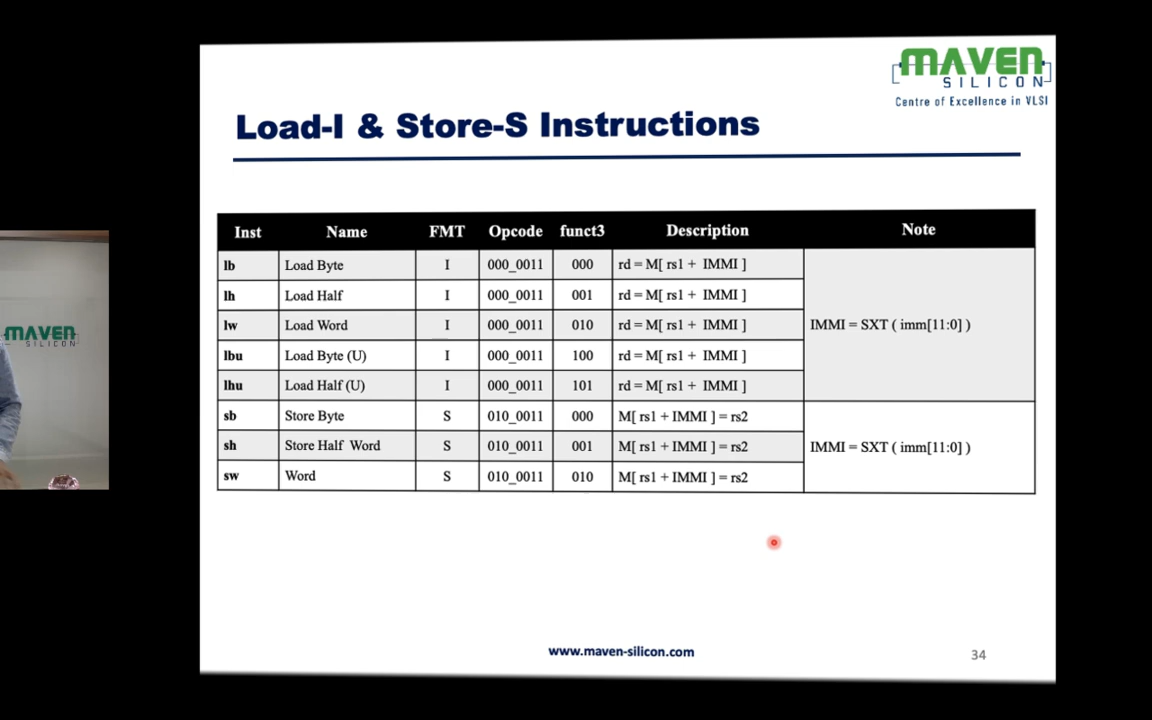 MAVEN
SILICON
Centre of Excellence in VLSI
Load-I & Store-S Instructions
Inst Name FMT Opcode funct3 Description Note
lb Load Byte I 000_0011 000 rd = M[ rs1 + IMMI ]
lh Load Half I 000_0011 001 rd = M[ rs1 + IMMI ]
lw Load Word I 000_0011 010 rd = M[ rs1 + IMMI ] IMMI = SXT ( imm[11:0] )
lbu Load Byte (U) I 000_0011 100 rd = M[ rs1 + IMMI ]
lhu Load Half (U) I 000_0011 101 rd = M[ rs1 + IMMI ]
sb Store Byte S 010_0011 000 M[ rs1 + IMMI ] = rs2
sh Store Half Word S 010_0011 001 M[ rs1 + IMMI ] = rs2 IMMI = SXT ( imm[11:0] )
sw Word S 010_0011 010 M[ rs1 + IMMI ] = rs2
MAVEN
SILICON
www.maven-silicon.com
34